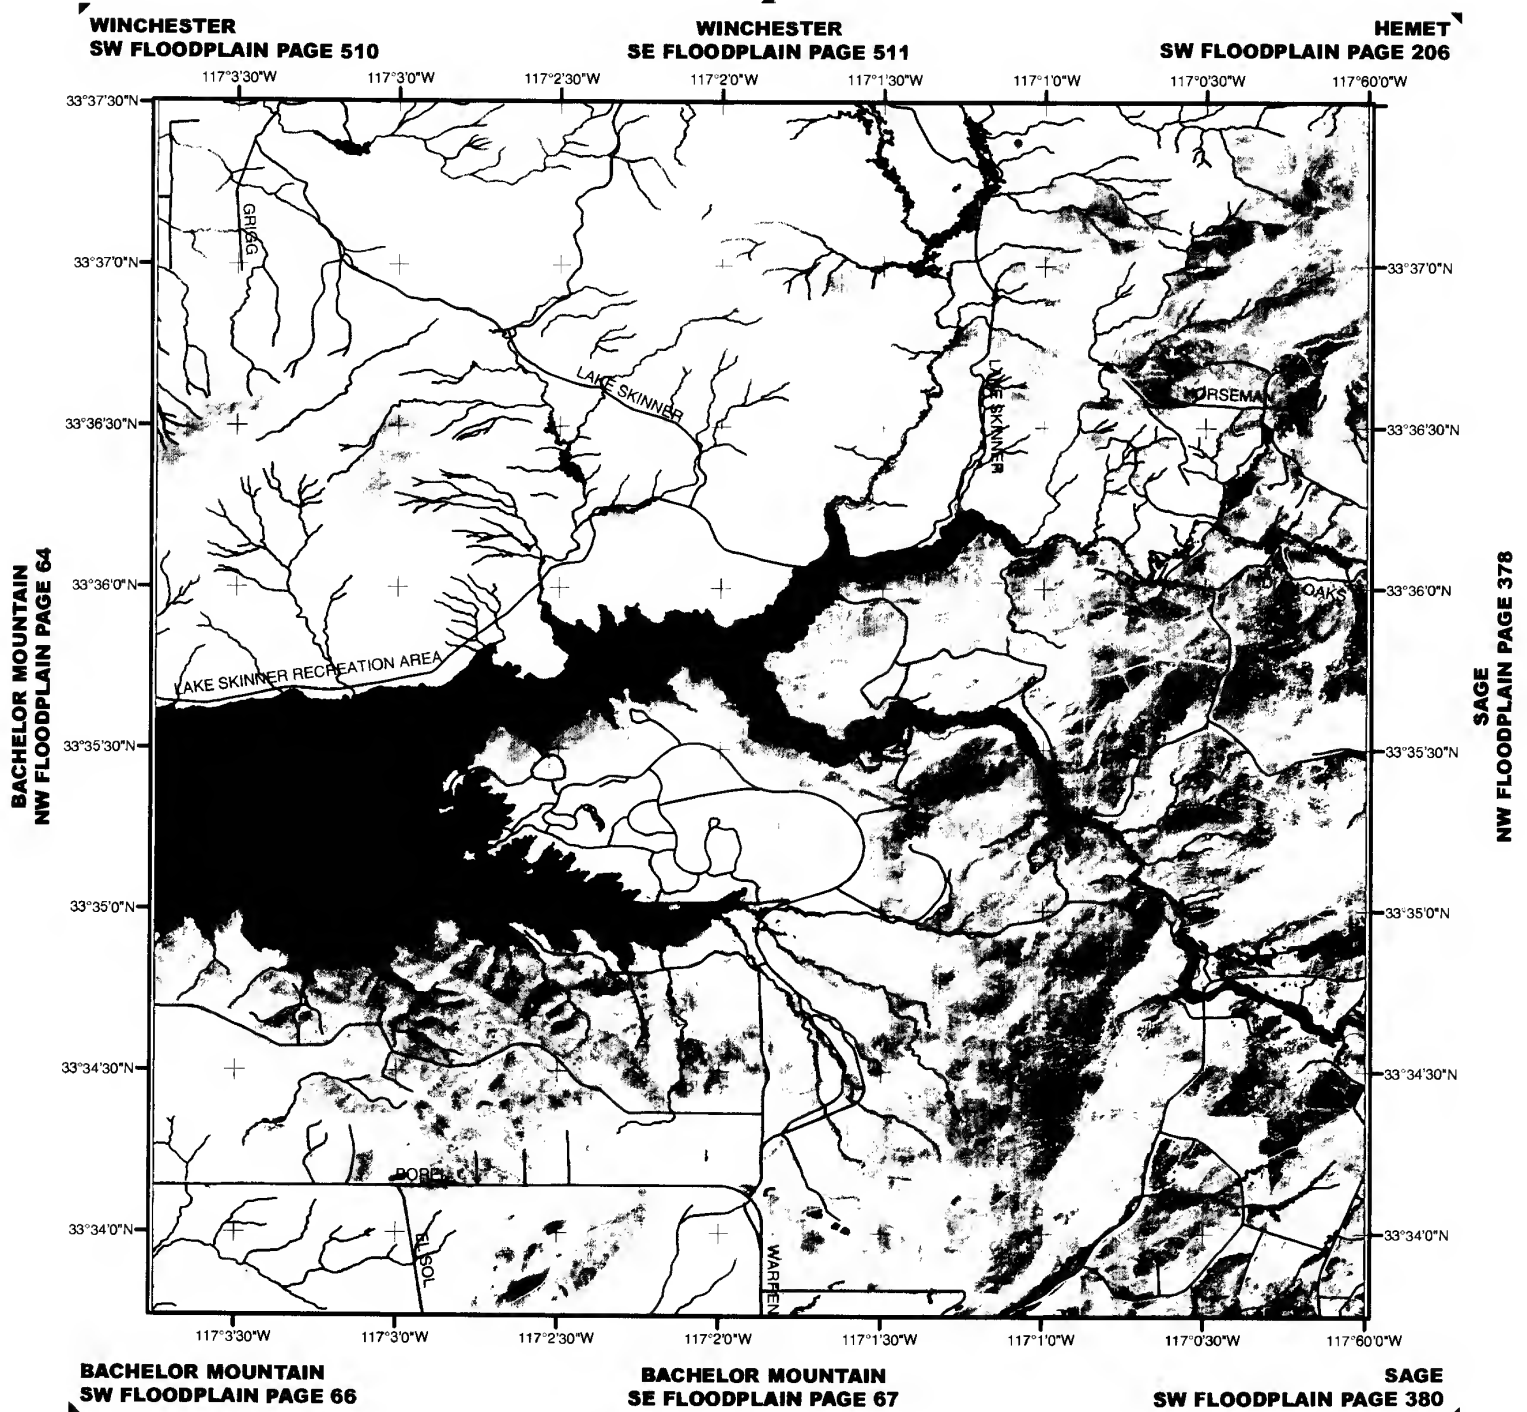 WINCHESTER
SW FLOODPLAIN PAGE 510
WINCHESTER
SE FLOODPLAIN PAGE 511
HEMET
SW FLOODPLAIN PAGE 206
117°3'30"W 117°3'0"W 117°2'30"W 117°2'0"W 117°1'30"W 117°1'0"W 117°0'30"W 117°60'0"W
33°37'30"N
GRIGG
33°37'0"N 33°37'0"N
LAKE SKINNER
LAKE SKINNER
HORSEMAN
33°36'30"N 33°36'30"N
BACHELOR MOUNTAIN
NW FLOODPLAIN PAGE 64
SAGE
NW FLOODPLAIN PAGE 378
33°36'0"N 33°36'0"N
OAKS
LAKE SKINNER RECREATION AREA
33°35'30"N 33°35'30"N
33°35'0"N 33°35'0"N
33°34'30"N 33°34'30"N
BOREL
33°34'0"N 33°34'0"N
EL SOL
WARREN
117°3'30"W 117°3'0"W 117°2'30"W 117°2'0"W 117°1'30"W 117°1'0"W 117°0'30"W 117°60'0"W
BACHELOR MOUNTAIN
SW FLOODPLAIN PAGE 66
BACHELOR MOUNTAIN
SE FLOODPLAIN PAGE 67
SAGE
SW FLOODPLAIN PAGE 380